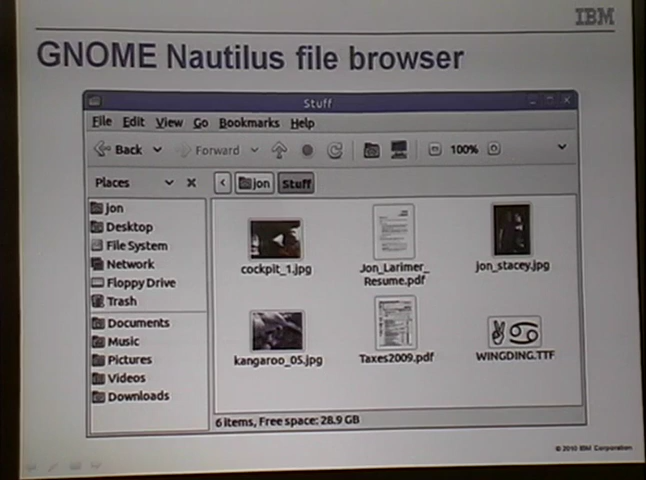 IBM
GNOME Nautilus file browser
Stuff
File Edit View Go Bookmarks Help
Back Forward 100%
Places jon Stuff
jon
Desktop
File System
Network
Floppy Drive
Trash
Documents
Music
Pictures
Videos
Downloads
cockpit_1.jpg
Jon_Larimer_
Resume.pdf
jon_stacey.jpg
kangaroo_05.jpg
Taxes2009.pdf
WINGDING.TTF
6 items, Free space: 28.9 GB
© 2010 IBM Corporation